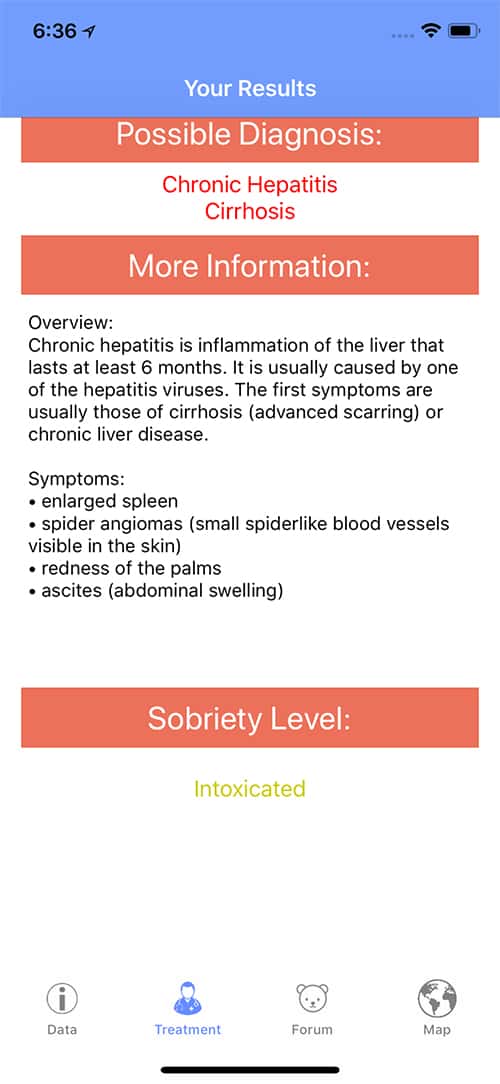 6:36
Your Results
Possible Diagnosis:
Chronic Hepatitis
Cirrhosis
More Information:
Overview:
Chronic hepatitis is inflammation of the liver that
lasts at least 6 months. It is usually caused by one
of the hepatitis viruses. The first symptoms are
usually those of cirrhosis (advanced scarring) or
chronic liver disease.
Symptoms:
• enlarged spleen
• spider angiomas (small spiderlike blood vessels
visible in the skin)
• redness of the palms
• ascites (abdominal swelling)
Sobriety Level:
Intoxicated
Data
Treatment
Forum
Map